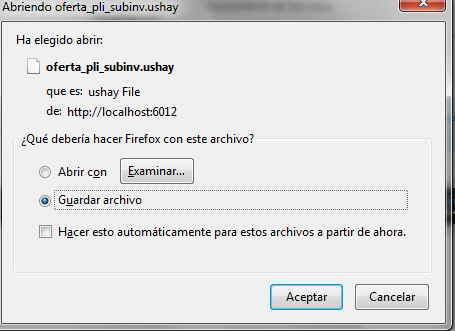 Abriendo oferta_pli_subinv.ushay
Ha elegido abrir:
oferta_pli_subinv.ushay
que es: ushay File
de: http://localhost:6012
¿Qué debería hacer Firefox con este archivo?
Abrir con
Examinar...
Guardar archivo
Hacer esto automáticamente para estos archivos a partir de ahora.
Aceptar
Cancelar